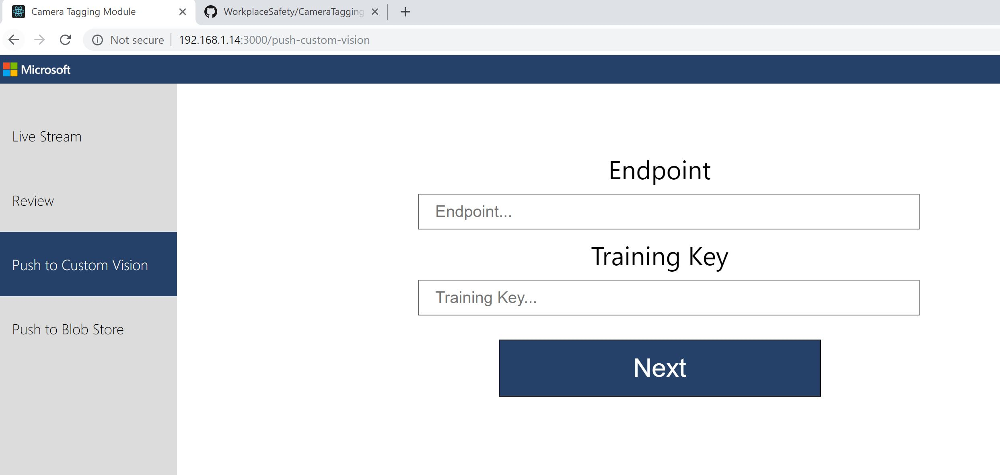 Camera Tagging Module
WorkplaceSafety/CameraTagging
Not secure
192.168.1.14:3000/push-custom-vision
Microsoft
Live Stream
Review
Push to Custom Vision
Push to Blob Store
Endpoint
Endpoint...
Training Key
Training Key...
Next